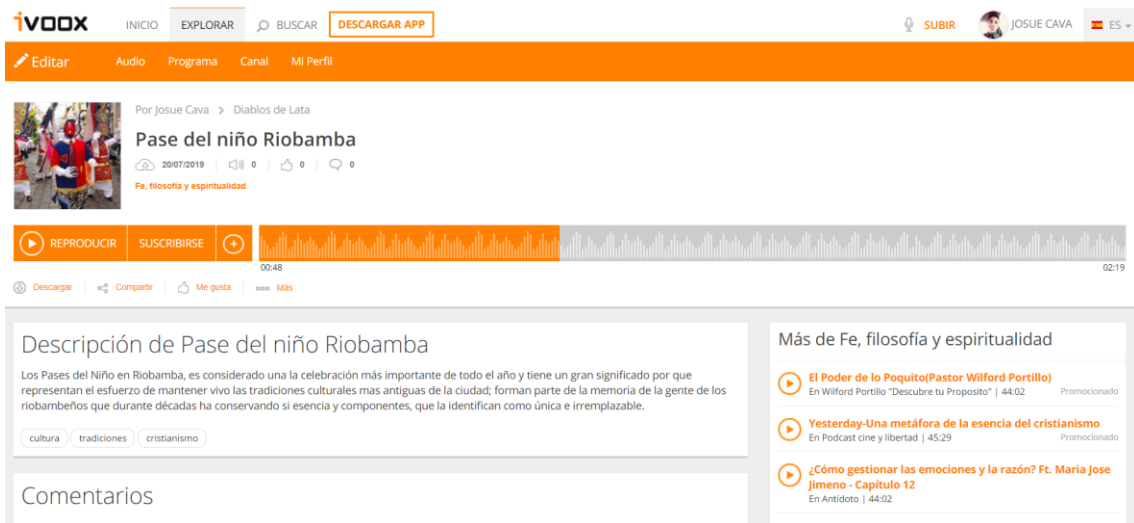 ivoox INICIO EXPLORAR BUSCAR DESCARGAR APP SUBIR JOSUE CAVA ES
Editar Audio Programa Canal Mi Perfil
Por Josue Cava > Diablos de Lata
Pase del niño Riobamba
20/07/2019 0 0 0
Fe, filosofía y espiritualidad
REPRODUCIR SUSCRIBIRSE
00:48 02:19
Descargar Compartir Me gusta Más
Descripción de Pase del niño Riobamba
Los Pases del Niño en Riobamba, es considerado una la celebración más importante de todo el año y tiene un gran significado por que
representan el esfuerzo de mantener vivo las tradiciones culturales mas antiguas de la ciudad; forman parte de la memoria de la gente de los
riobambeños que durante décadas ha conservando si esencia y componentes, que la identifican como única e irremplazable.
cultura tradiciones cristianismo
Comentarios
Más de Fe, filosofía y espiritualidad
El Poder de lo Poquito(Pastor Wilford Portillo)
En Wilford Portillo "Descubre tu Proposito" | 44:02 Promocionado
Yesterday-Una metáfora de la esencia del cristianismo
En Podcast cine y libertad | 45:29 Promocionado
¿Cómo gestionar las emociones y la razón? Ft. Maria Jose
Jimeno - Capítulo 12
En Antídoto | 44:02